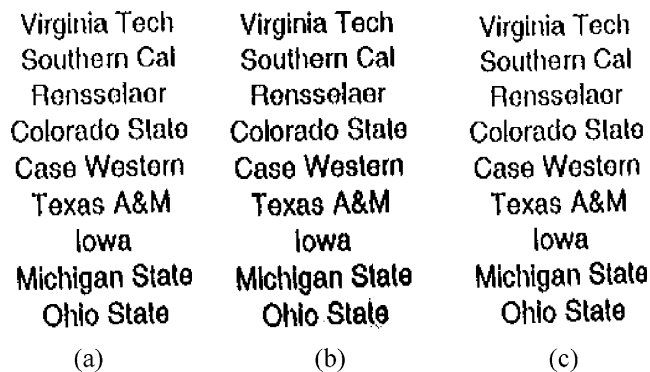 Virginia Tech Virginia Tech Virginia Tech
Southern Cal Southern Cal Southern Cal
Rensselaer Rensselaer Rensselaer
Colorado State Colorado State Colorado State
Case Western Case Western Case Western
Texas A&M Texas A&M Texas A&M
Iowa Iowa Iowa
Michigan State Michigan State Michigan State
Ohio State Ohio State Ohio State
(a) (b) (c)